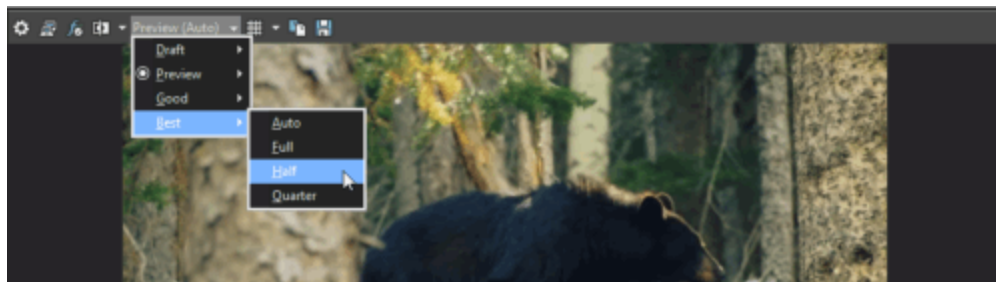 Preview (Auto)
Draft
Preview
Good
Best
Auto
Full
Half
Quarter